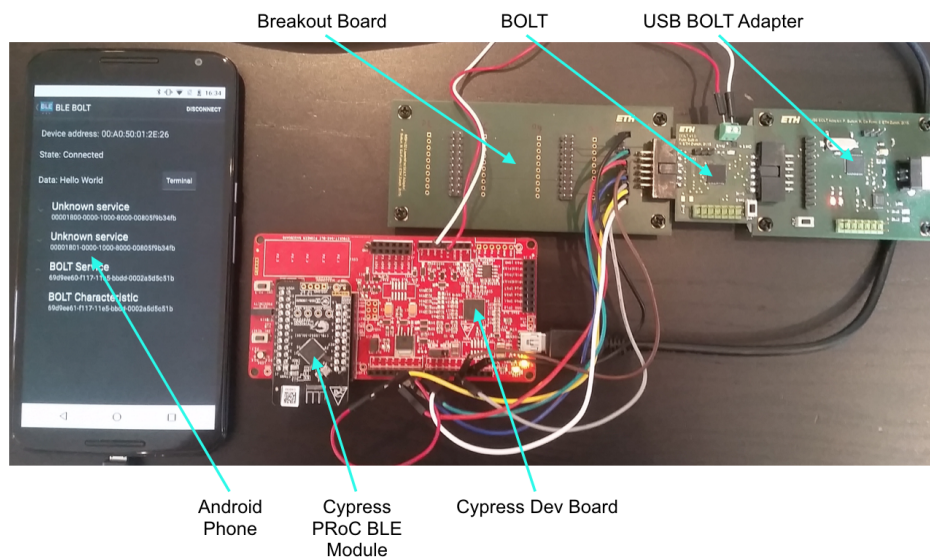 Breakout Board
BOLT
USB BOLT Adapter
16:34
BLE BOLT
DISCONNECT
Device address: 00:A0:50:01:2E:26
State: Connected
Data: Hello World
Terminal
Unknown service
00001800-0000-1000-8000-00805f9b34fb
Unknown service
00001801-0000-1000-8000-00805f9b34fb
BOLT Service
69d9ee60-f117-11e5-bbdd-0002a5d5c51b
BOLT Characteristic
69d9ee61-f117-11e5-bbdd-0002a5d5c51b
ETH
ETH
ETH
Android
Phone
Cypress
PRoC BLE
Module
Cypress Dev Board